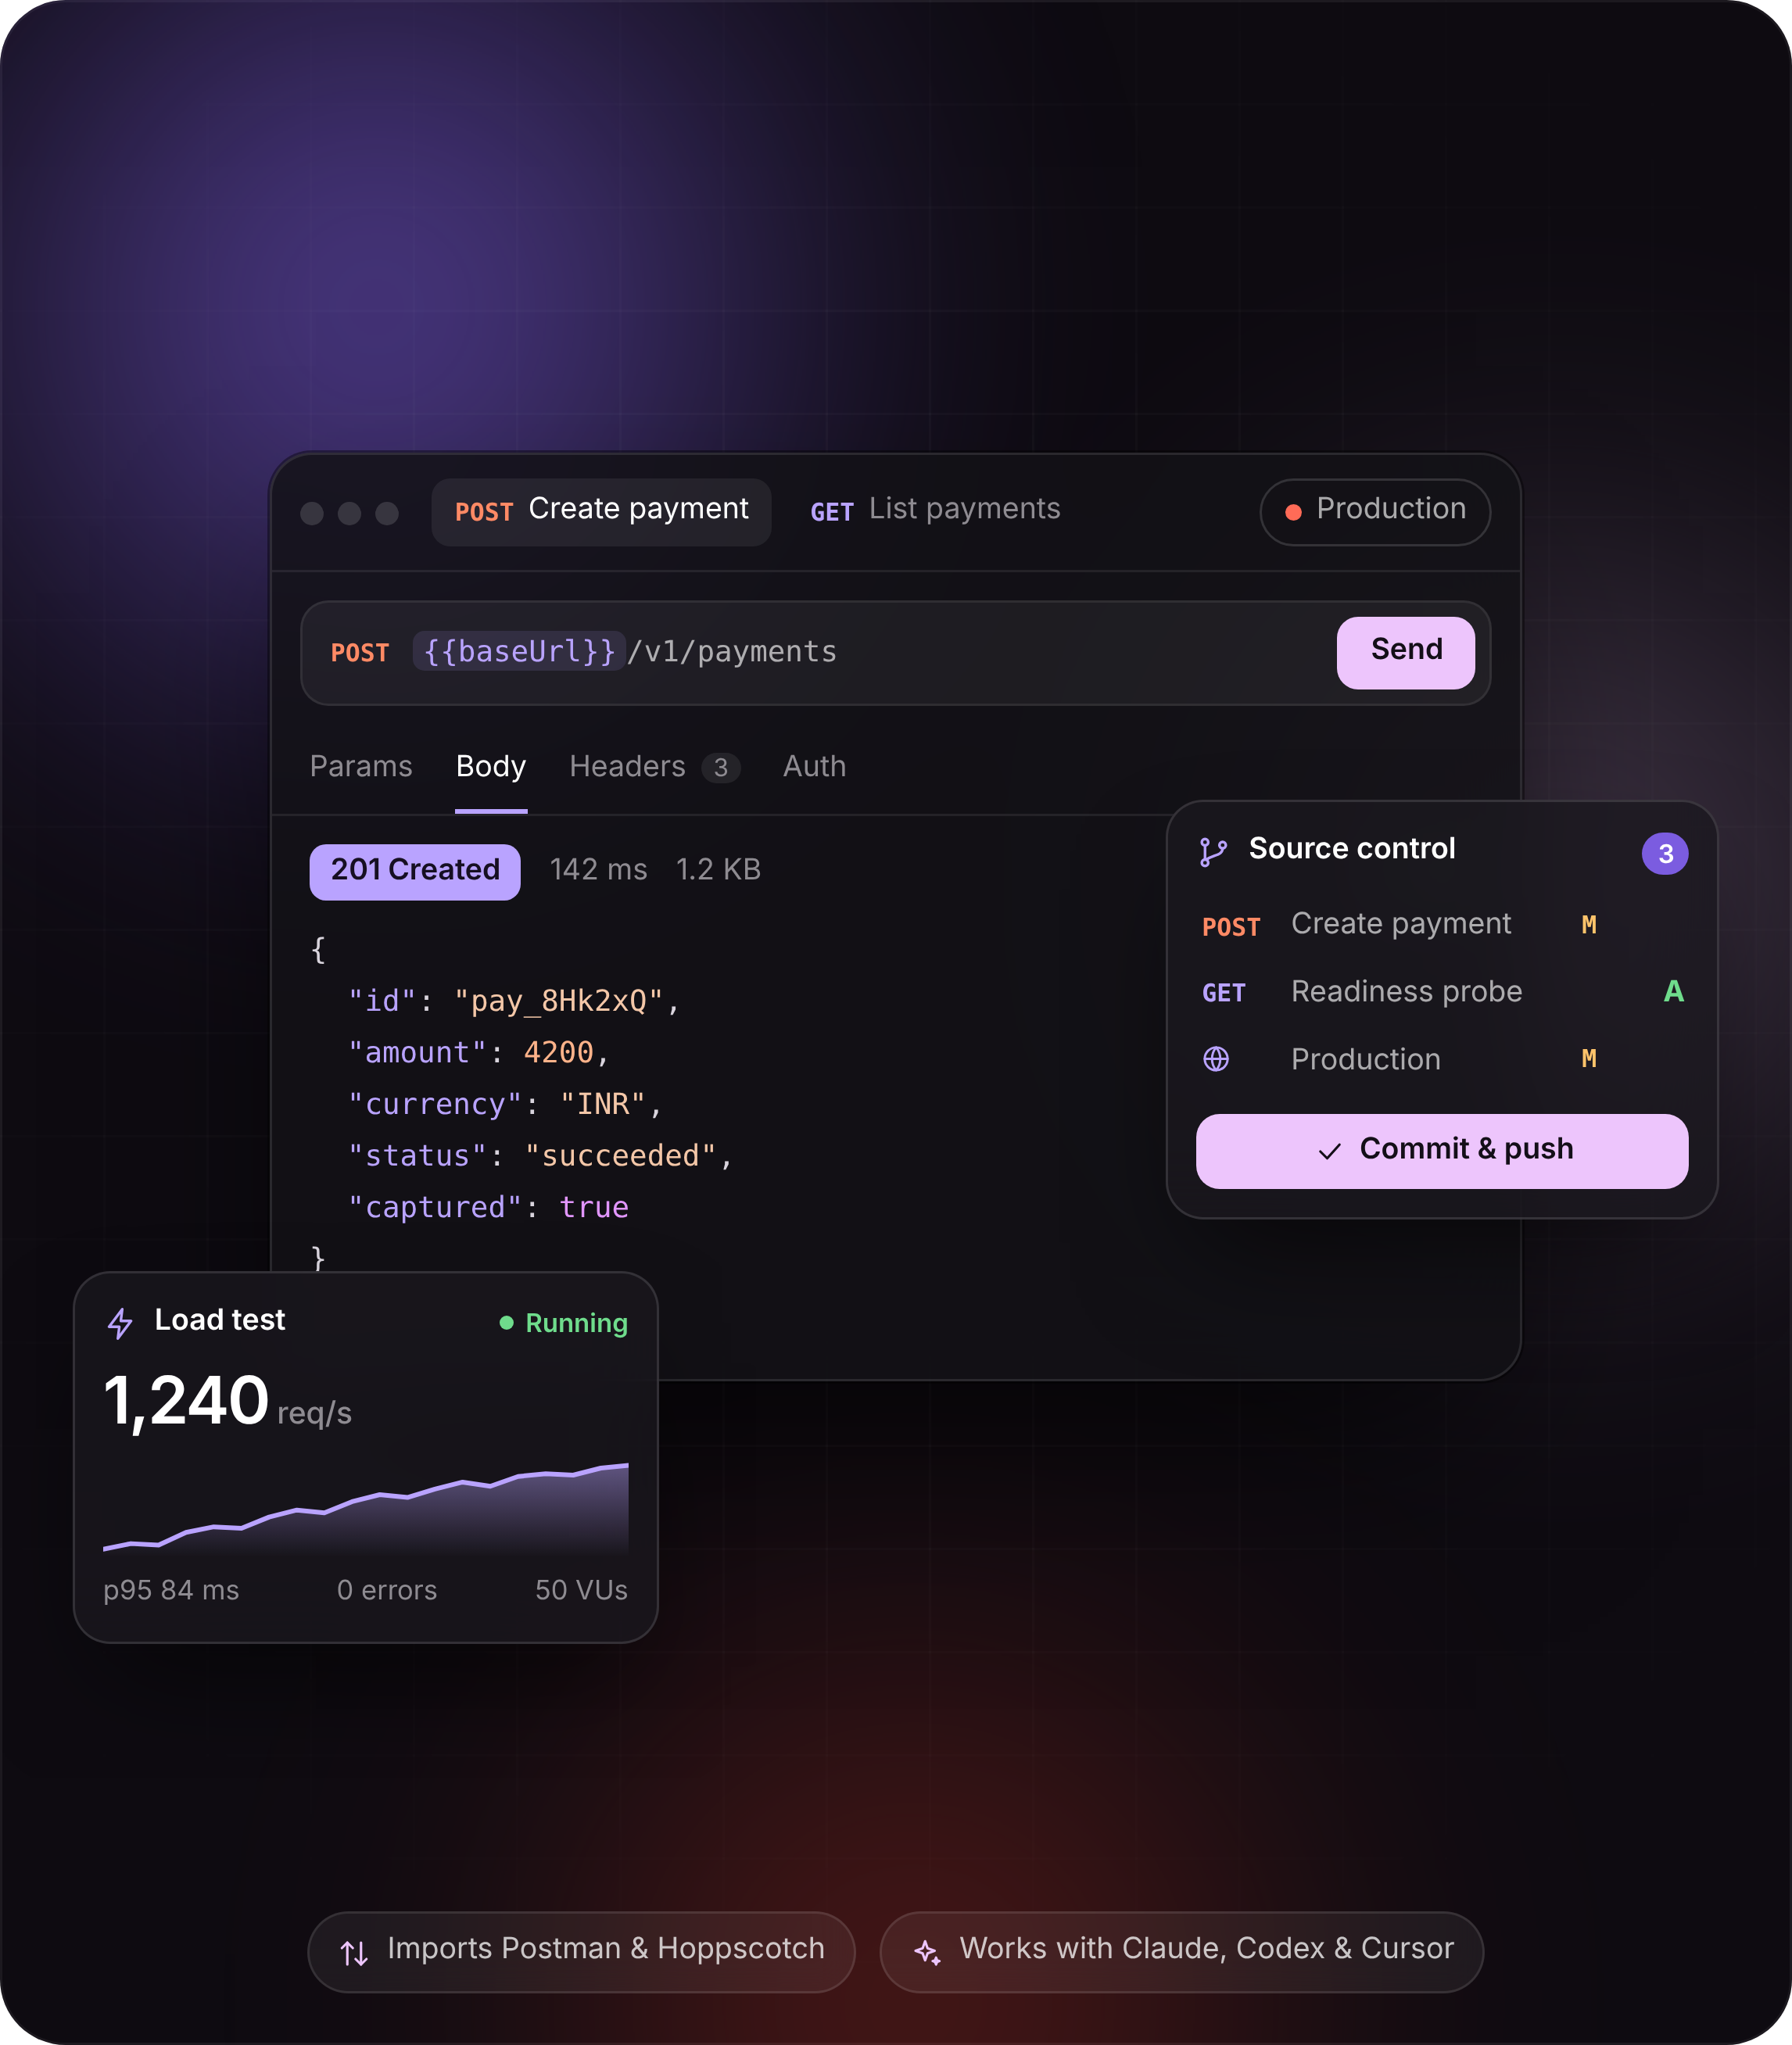 POST Create payment GET List payments Production
POST {{baseUrl}}/v1/payments Send
Params Body Headers 3 Auth
201 Created 142 ms 1.2 KB
{
"id": "pay_8Hk2xQ",
"amount": 4200,
"currency": "INR",
"status": "succeeded",
"captured": true
}
Source control 3
POST Create payment M
GET Readiness probe A
Production M
Commit & push
Load test Running
1,240 req/s
p95 84 ms 0 errors 50 VUs
Imports Postman & Hoppscotch Works with Claude, Codex & Cursor